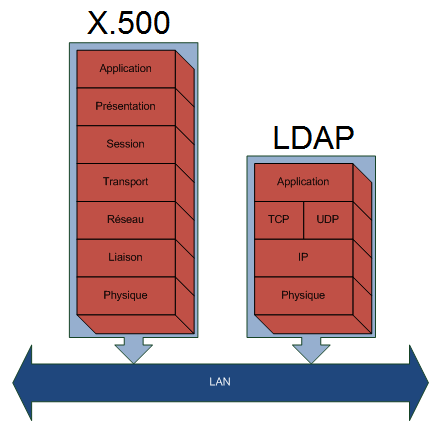 X.500
Application
Présentation
Session
Transport
Réseau
Liaison
Physique
LDAP
Application
TCP UDP
IP
Physique
LAN